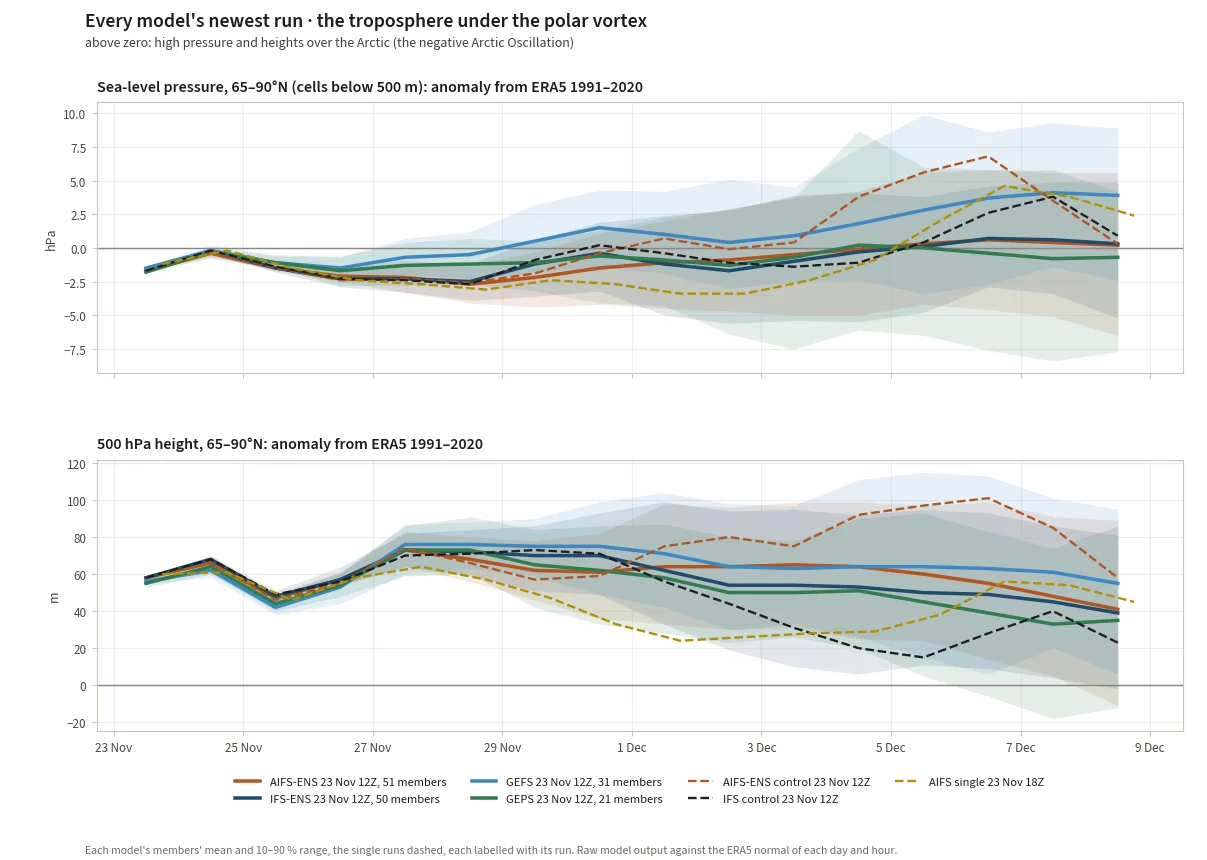 Every model's newest run · the troposphere under the polar vortex
above zero: high pressure and heights over the Arctic (the negative Arctic Oscillation)
Sea-level pressure, 65–90°N (cells below 500 m): anomaly from ERA5 1991–2020
10.0
7.5
5.0
2.5
0.0
−2.5
−5.0
−7.5
hPa
500 hPa height, 65–90°N: anomaly from ERA5 1991–2020
120
100
80
60
40
20
0
−20
m
23 Nov 25 Nov 27 Nov 29 Nov 1 Dec 3 Dec 5 Dec 7 Dec 9 Dec
AIFS-ENS 23 Nov 12Z, 51 members GEFS 23 Nov 12Z, 31 members AIFS-ENS control 23 Nov 12Z AIFS single 23 Nov 18Z
IFS-ENS 23 Nov 12Z, 50 members GEPS 23 Nov 12Z, 21 members IFS control 23 Nov 12Z
Each model's members' mean and 10–90 % range, the single runs dashed, each labelled with its run. Raw model output against the ERA5 normal of each day and hour.